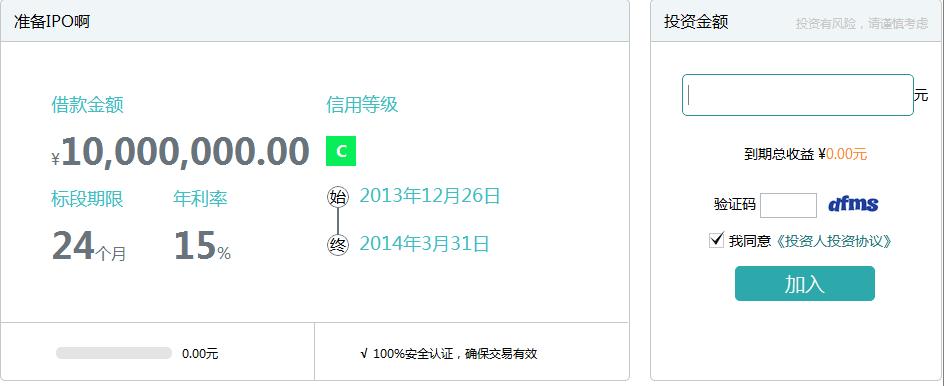 准备IPO啊
借款金额
¥10,000,000.00
标段期限 年利率
24个月 15%
信用等级
C
始 2013年12月26日
终 2014年3月31日
0.00元
√ 100%安全认证，确保交易有效
投资金额 投资有风险，请谨慎考虑
元
到期总收益 ¥0.00元
验证码 dfms
我同意《投资人投资协议》
加入